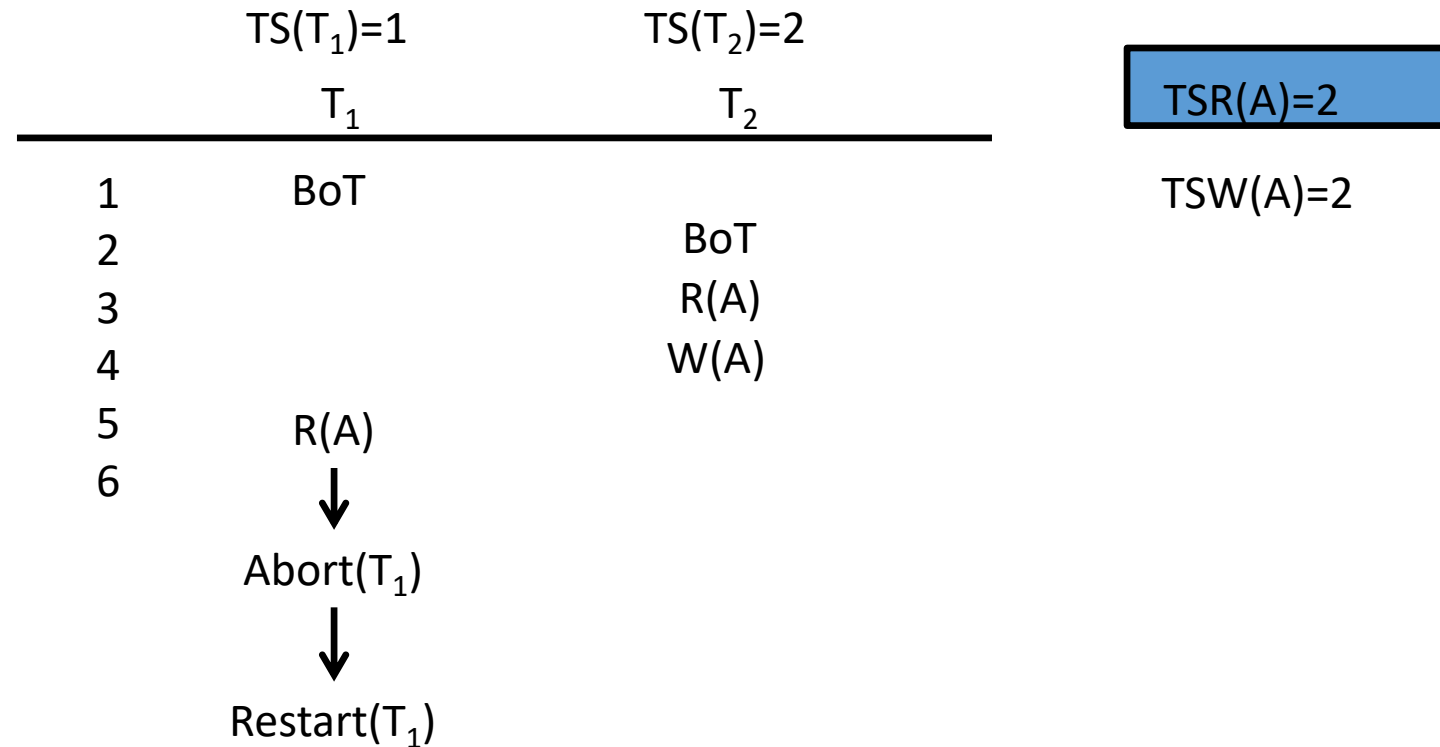 TS(T₁)=1 TS(T₂)=2
T₁ T₂ TSR(A)=2
1 BoT TSW(A)=2
2 BoT
3 R(A)
4 W(A)
5 R(A)
6
Abort(T₁)
Restart(T₁)